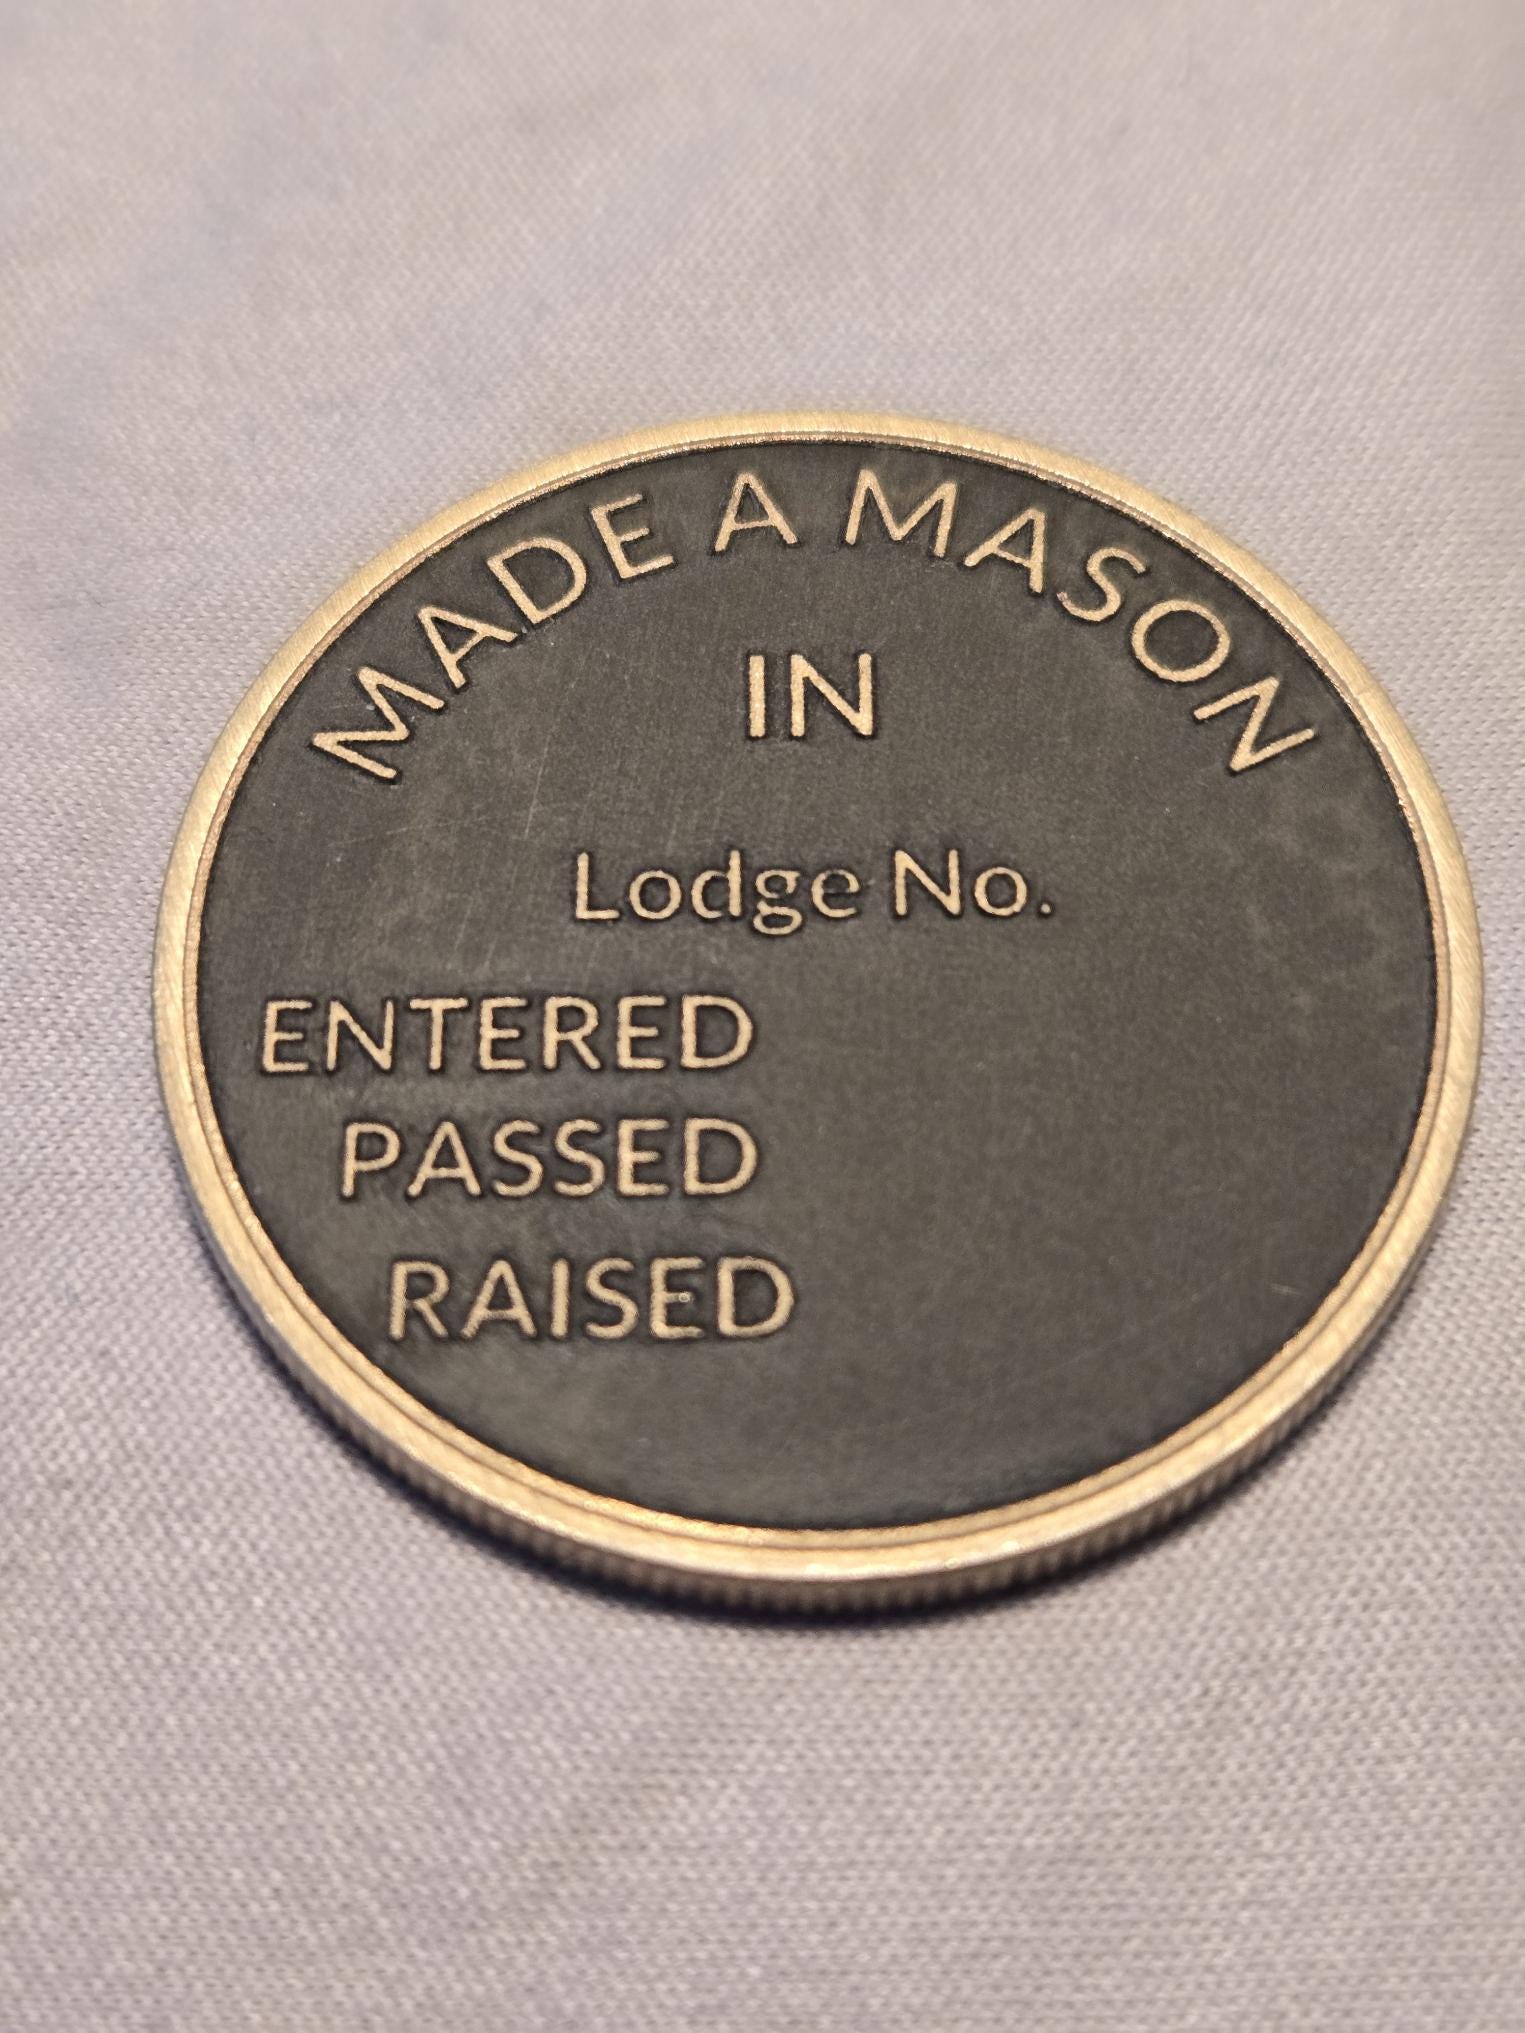 MADE A MASON
IN
Lodge No.
ENTERED
PASSED
RAISED